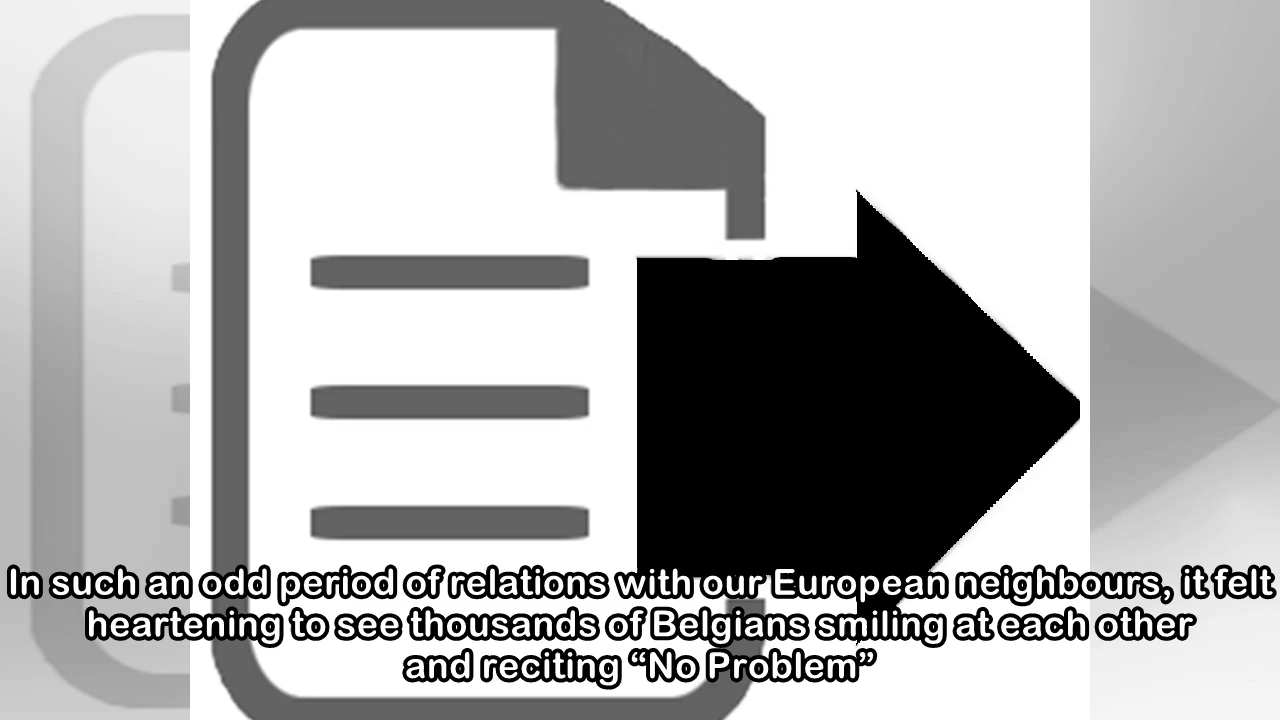 In such an odd period of relations with our European neighbours, it felt
heartening to see thousands of Belgians smiling at each other
and reciting “No Problem”